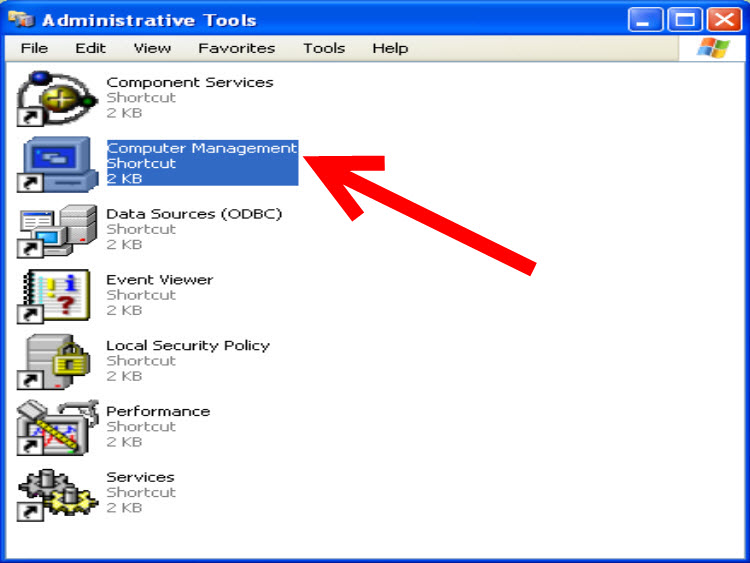 Administrative Tools
File Edit View Favorites Tools Help
Component Services
Shortcut
2 KB
Computer Management
Shortcut
2 KB
Data Sources (ODBC)
Shortcut
2 KB
Event Viewer
Shortcut
2 KB
Local Security Policy
Shortcut
2 KB
Performance
Shortcut
2 KB
Services
Shortcut
2 KB